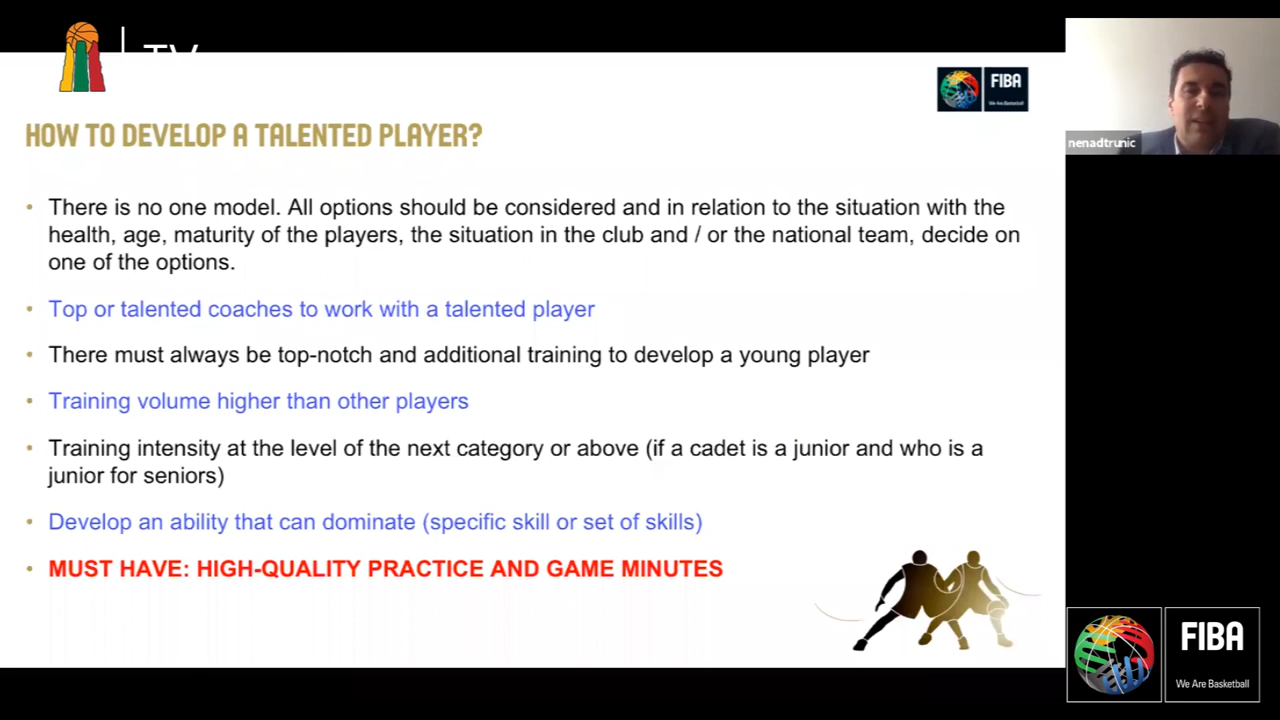 TV
FIBA
We Are Basketball
nenadtrunic
HOW TO DEVELOP A TALENTED PLAYER?
• There is no one model. All options should be considered and in relation to the situation with the
health, age, maturity of the players, the situation in the club and / or the national team, decide on
one of the options.
• Top or talented coaches to work with a talented player
• There must always be top-notch and additional training to develop a young player
• Training volume higher than other players
• Training intensity at the level of the next category or above (if a cadet is a junior and who is a
junior for seniors)
• Develop an ability that can dominate (specific skill or set of skills)
• MUST HAVE: HIGH-QUALITY PRACTICE AND GAME MINUTES
FIBA
We Are Basketball